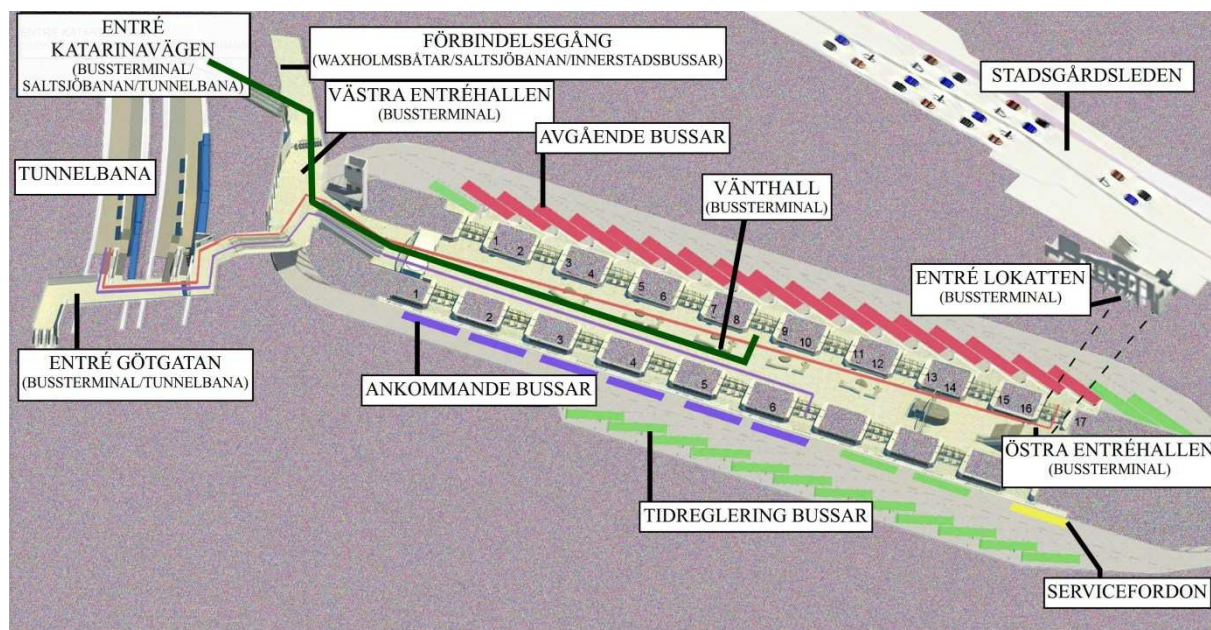 ENTRÉ
KATARINAVÄGEN
(BUSSTERMINAL/
SALTSJÖBANAN/TUNNELBANA)
FÖRBINDELSEGÅNG
(WAXHOLMSBÅTAR/SALTSJÖBANAN/INNERSTADSBUSSAR)
VÄSTRA ENTRÉHALLEN
(BUSSTERMINAL)
STADSGÅRDSLEDEN
AVGÅENDE BUSSAR
TUNNELBANA
VÄNTHALL
(BUSSTERMINAL)
1 2 3 4 5 6 7 8 9 10 11 12 13 14 15 16 17
ENTRÉ LOKATTEN
(BUSSTERMINAL)
1 2 3 4 5 6
ENTRÉ GÖTGATAN
(BUSSTERMINAL/TUNNELBANA)
ANKOMMANDE BUSSAR
ÖSTRA ENTRÉHALLEN
(BUSSTERMINAL)
TIDREGLERING BUSSAR
SERVICEFORDON